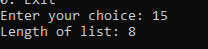 0. Exit
Enter your choice: 15
Length of list: 8